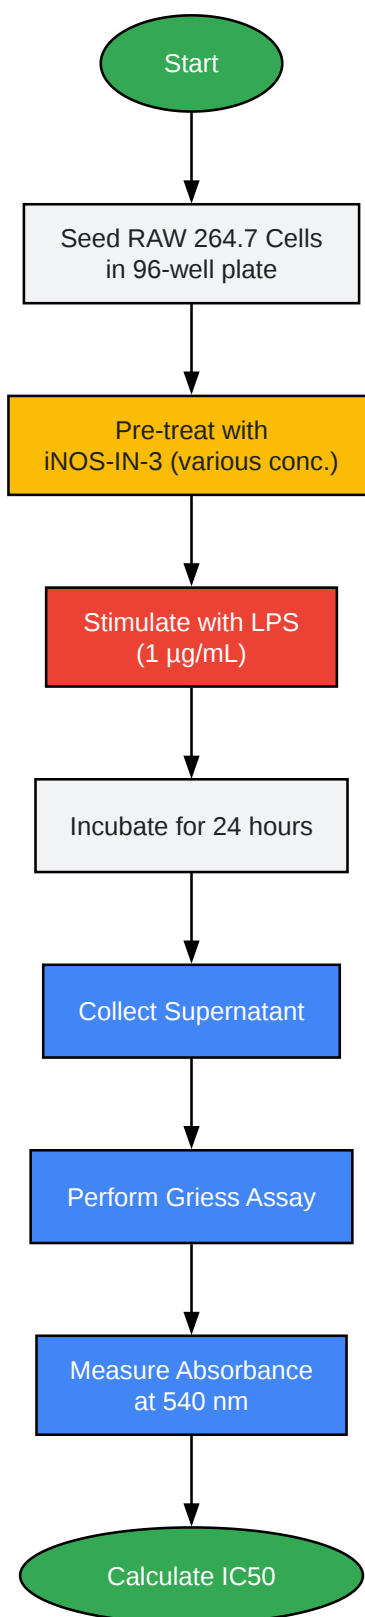 Start
Seed RAW 264.7 Cells
in 96-well plate
Pre-treat with
iNOS-IN-3 (various conc.)
Stimulate with LPS
(1 µg/mL)
Incubate for 24 hours
Collect Supernatant
Perform Griess Assay
Measure Absorbance
at 540 nm
Calculate IC50